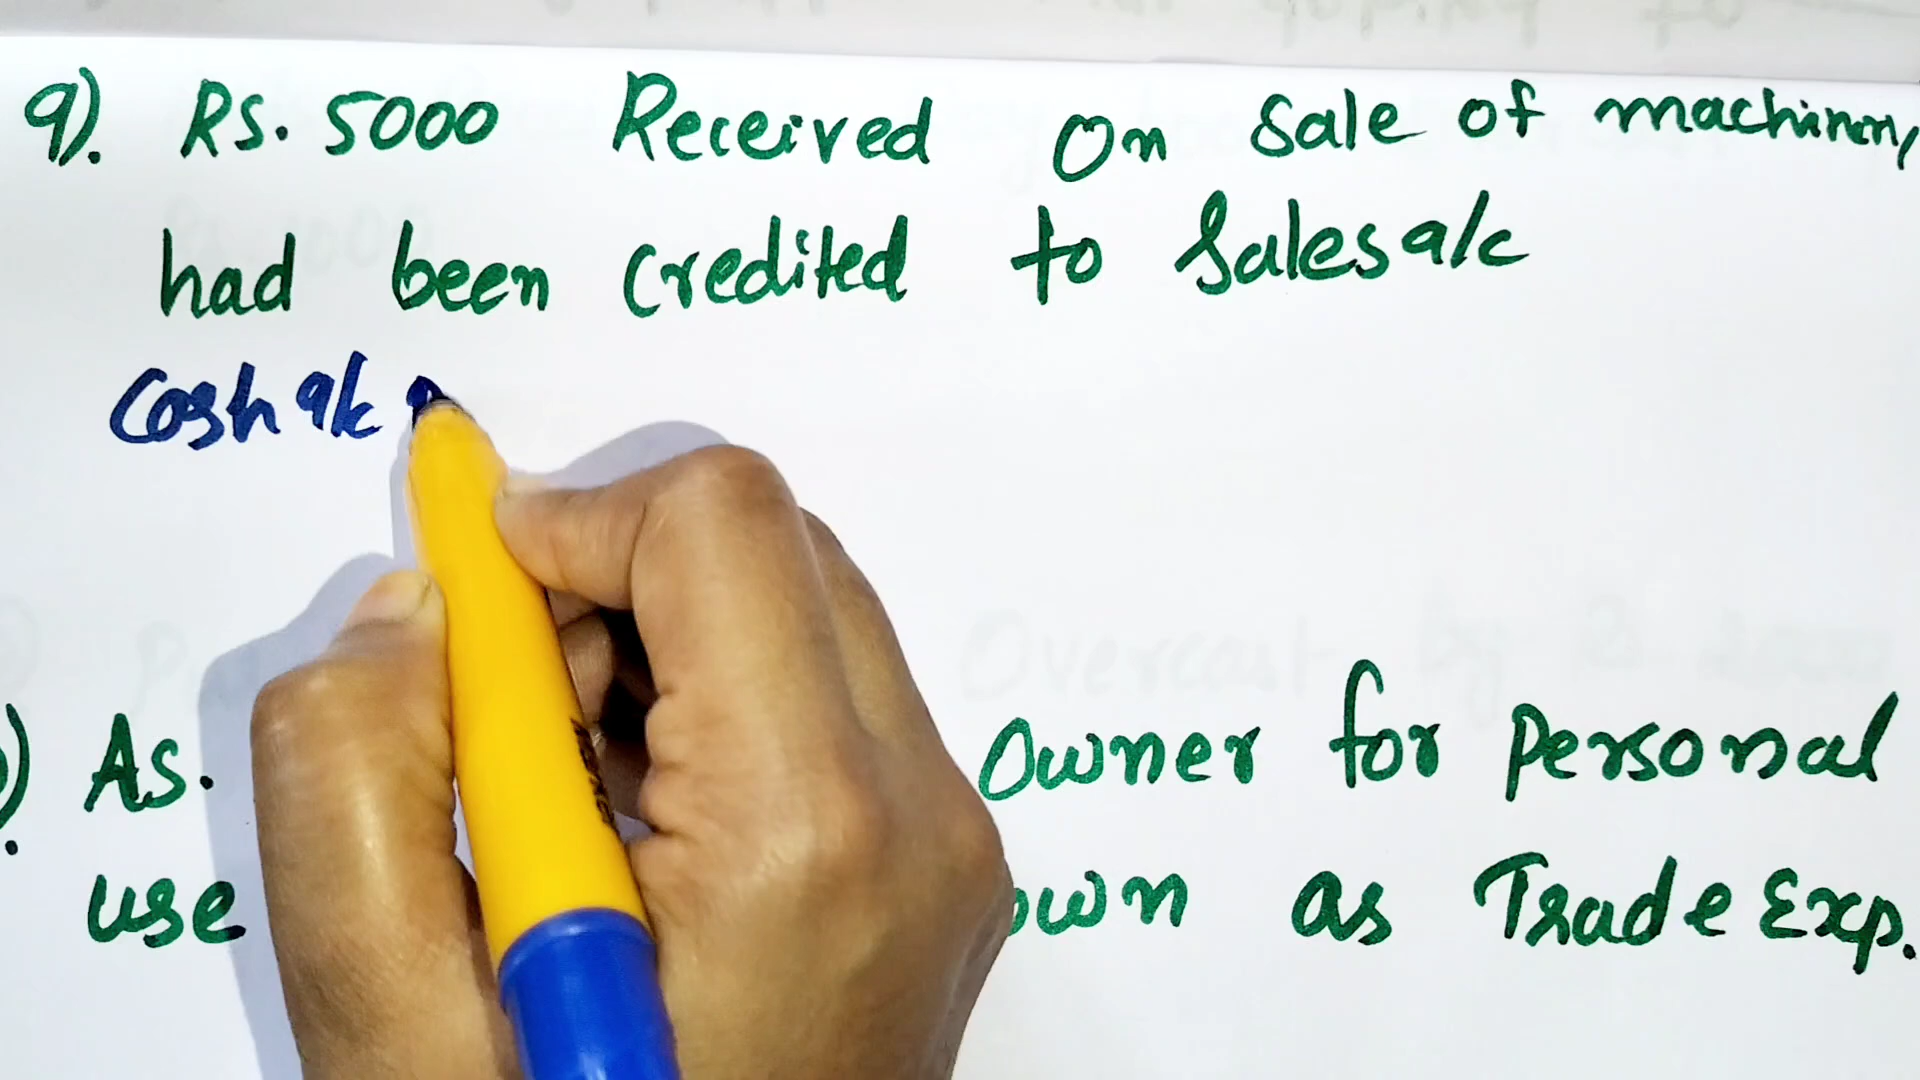 9). Rs. 5000 Received On Sale of machinery
had been credited to Sales a/c
Cash a/c
) As. Owner for personal
use own as Trade Exp.